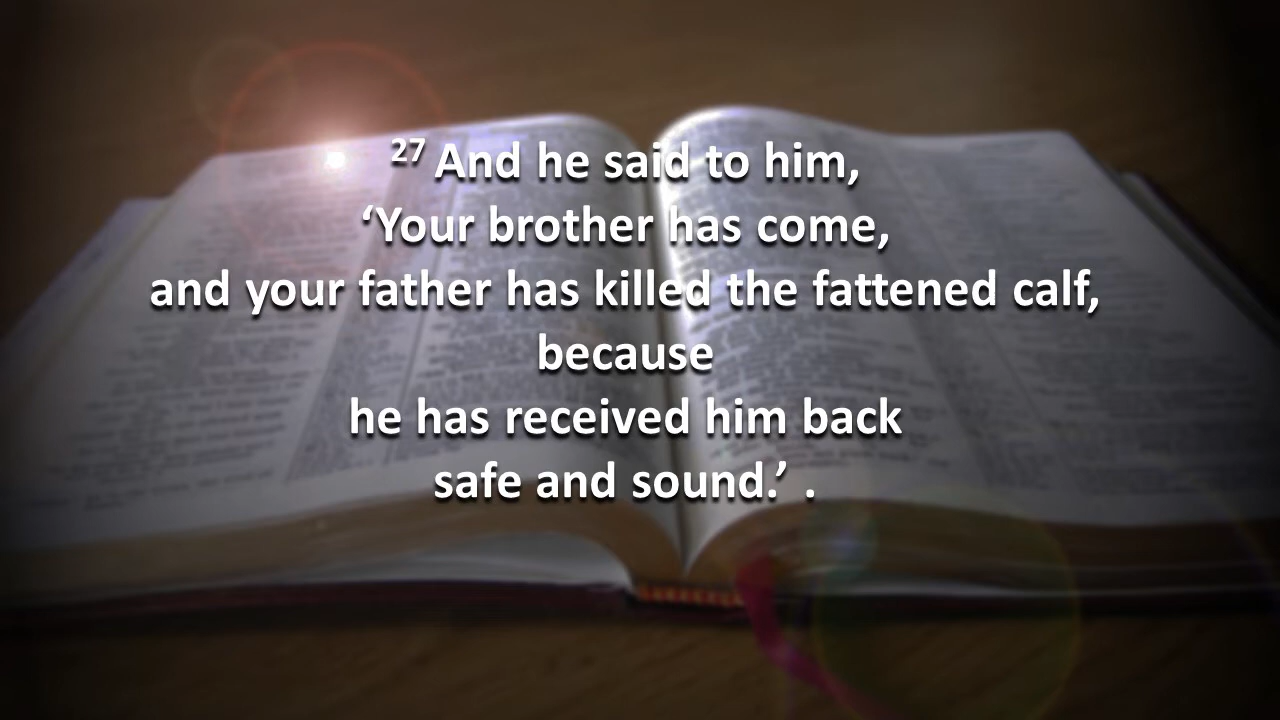 27 And he said to him,
‘Your brother has come,
and your father has killed the fattened calf,
because
he has received him back
safe and sound.’ .